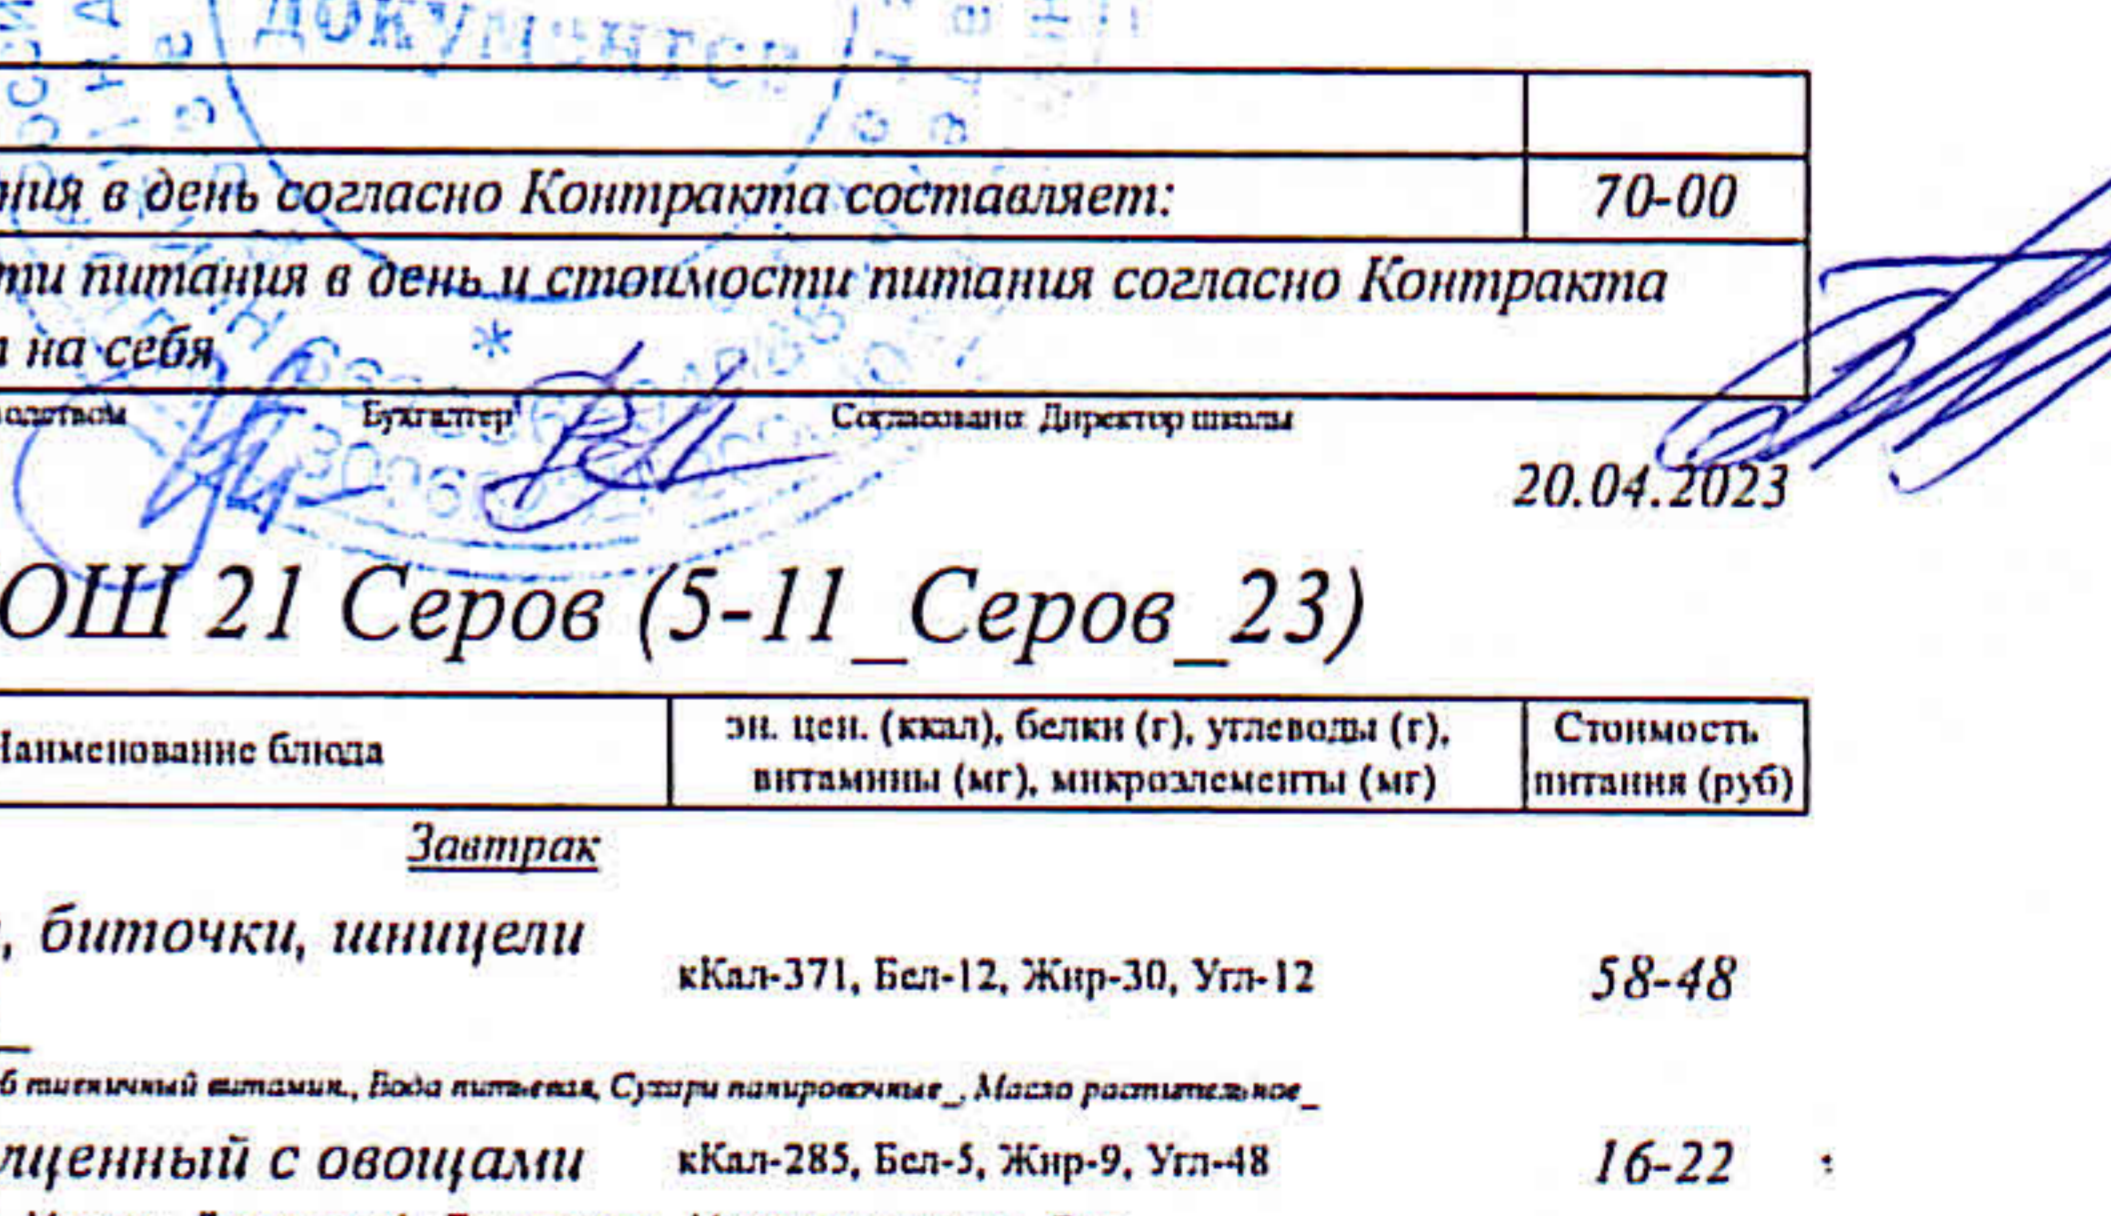 документов
ния в день согласно Контракта составляет: 70-00
ти питания в день и стоимости питания согласно Контракта
на себя
Бухгалтер Согласовано: Директор школы
20.04.2023
ОШ 21 Серов (5-11_Серов_23)
Наименование блюда эн. цен. (ккал), белки (г), углеводы (г), витамины (мг), микроэлементы (мг) Стоимость питания (руб)
Завтрак
, биточки, шницели
кКал-371, Бел-12, Жир-30, Угл-12 58-48
_
б пшеничный витамин., Вода питьевая, Сухари панировочные_, Масло растительное_
щенный с овощами кКал-285, Бел-5, Жир-9, Угл-48 16-22